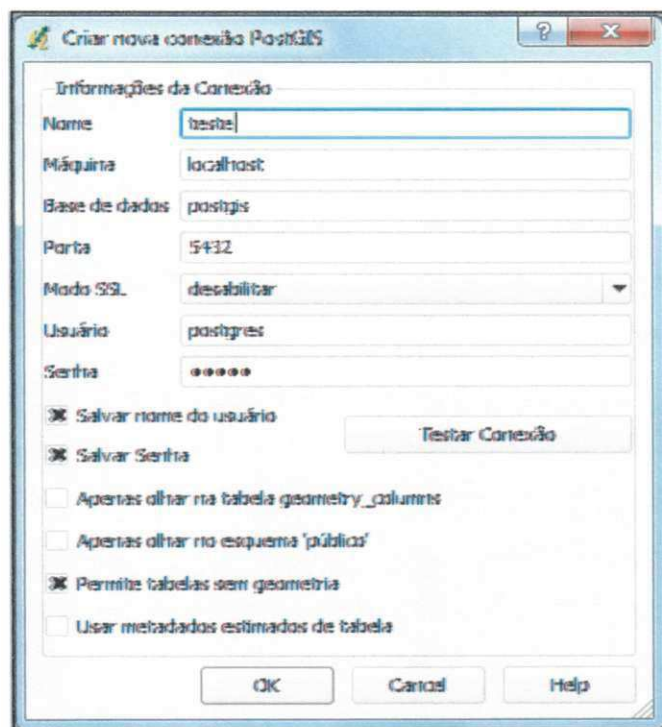 Criar nova conexão PostGIS
Informações da Conexão
Nome teste
Máquina localhost
Base de dados postgis
Porta 5432
Modo SSL desabilitar
Usuário postgres
Senha ●●●●●
Salvar nome do usuário
Testar Conexão
Salvar Senha
Apenas olhar na tabela geometry_columns
Apenas olhar no esquema 'público'
Permite tabelas sem geometria
Usar metadados estimados de tabela
OK Cancel Help